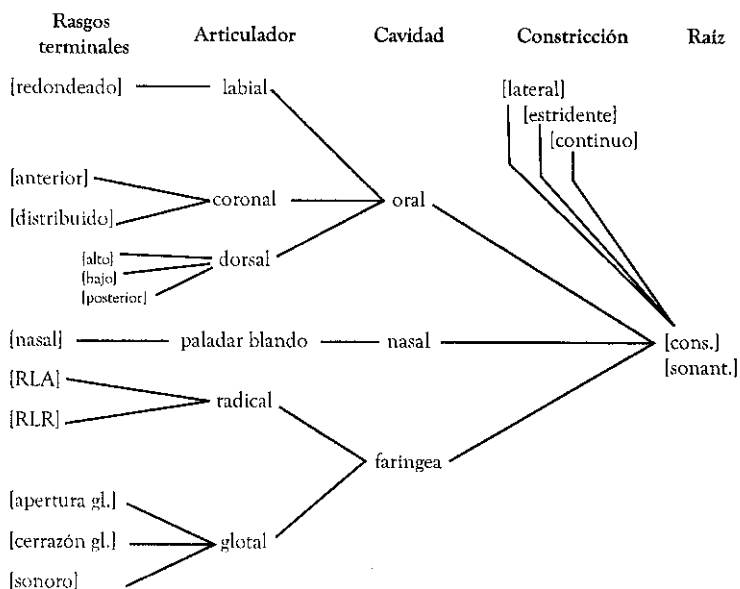 Rasgos terminales Articulador Cavidad Constricción Raíz
[redondeado] labial [lateral]
[estridente]
[continuo]
[anterior]
coronal oral
[distribuido]
[alto] dorsal
[bajo]
[posterior]
[nasal] paladar blando nasal [cons.]
[sonant.]
[RLA]
radical
[RLR]
faríngea
[apertura gl.]
[cerrazón gl.] glotal
[sonoro]